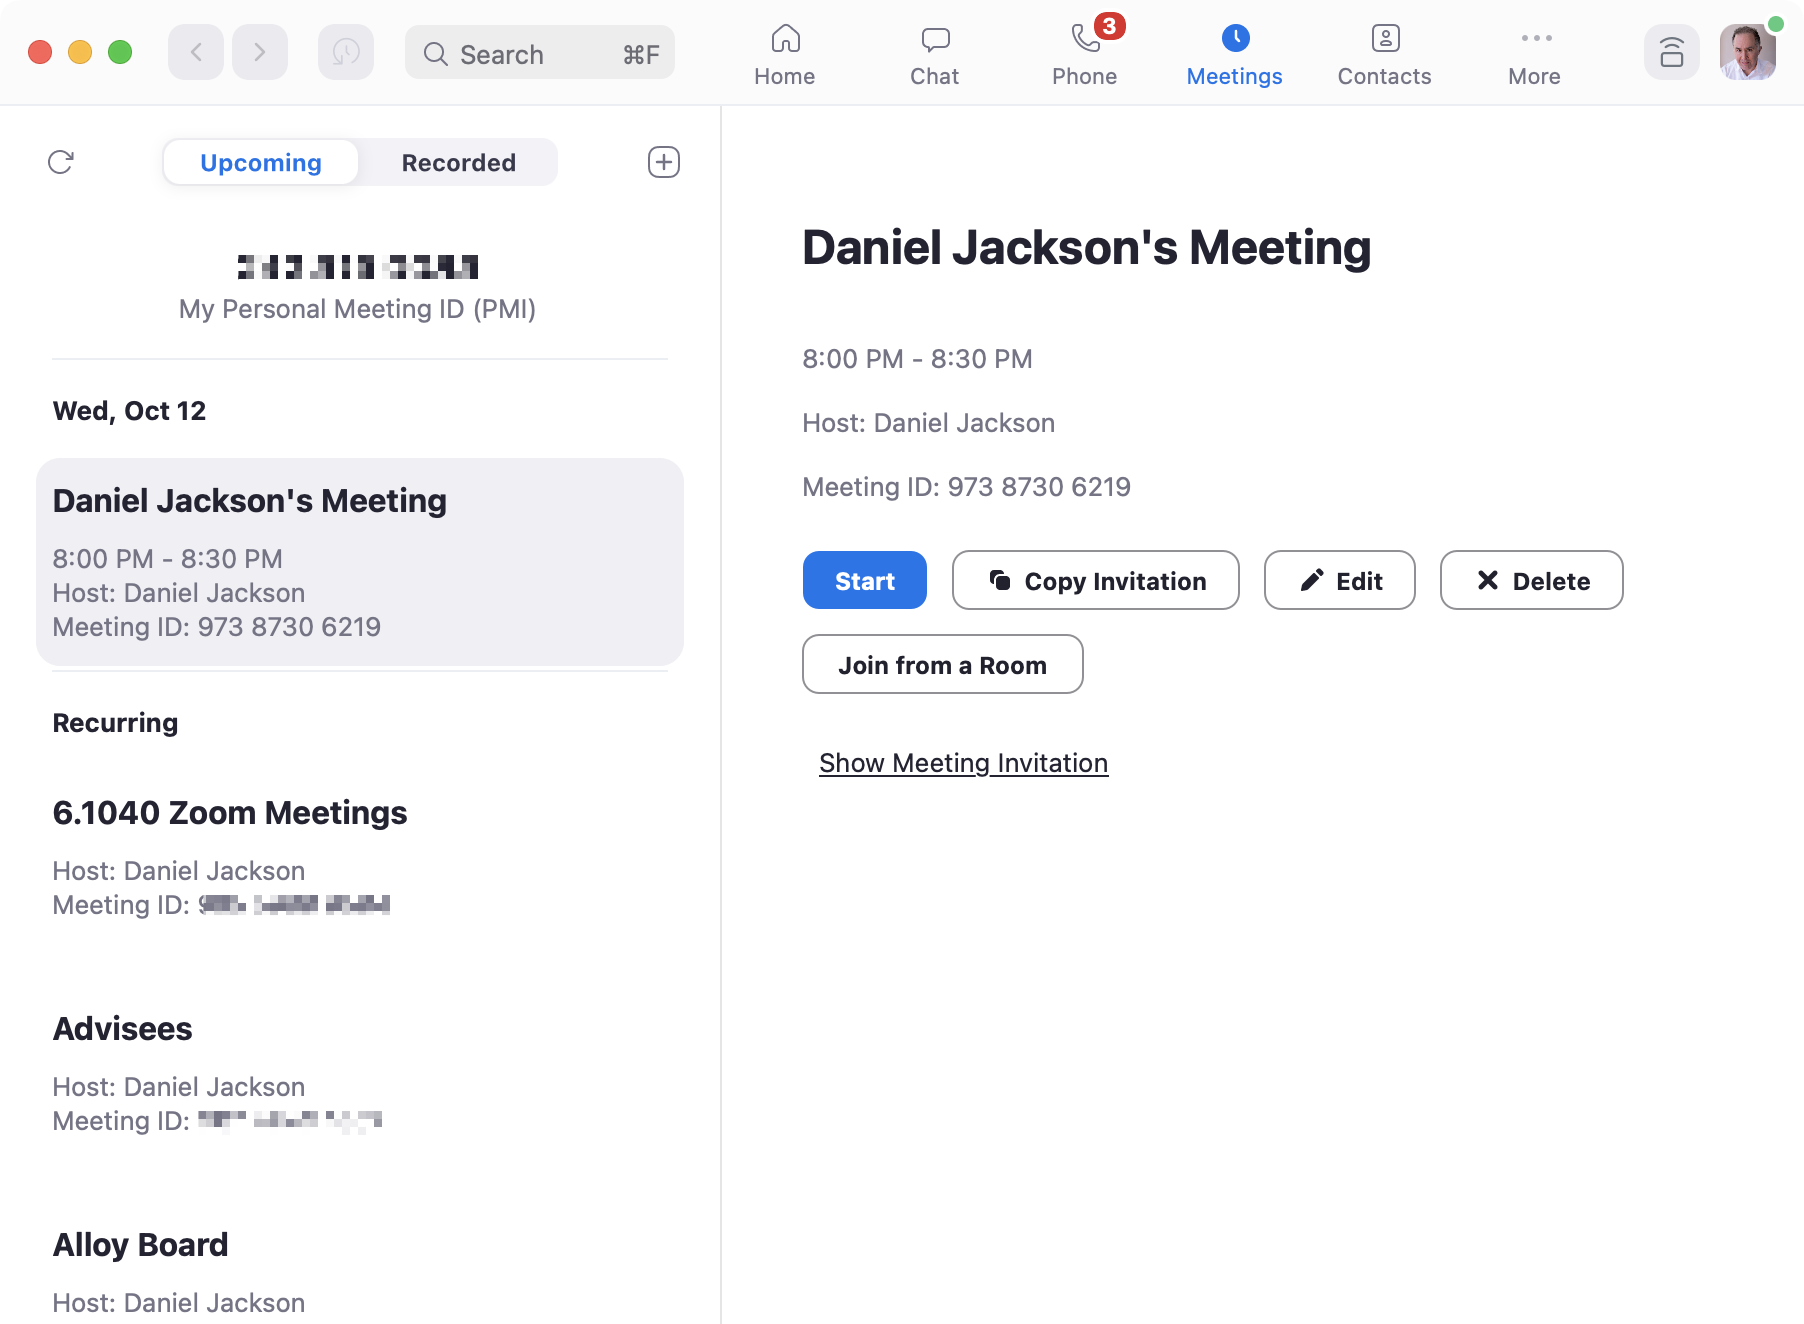 Search ⌘F
Home
Chat
3
Phone
Meetings
Contacts
More
Upcoming
Recorded
My Personal Meeting ID (PMI)
Wed, Oct 12
Daniel Jackson's Meeting
8:00 PM - 8:30 PM
Host: Daniel Jackson
Meeting ID: 973 8730 6219
Recurring
6.1040 Zoom Meetings
Host: Daniel Jackson
Meeting ID:
Advisees
Host: Daniel Jackson
Meeting ID:
Alloy Board
Host: Daniel Jackson
Daniel Jackson's Meeting
8:00 PM - 8:30 PM
Host: Daniel Jackson
Meeting ID: 973 8730 6219
Start
Copy Invitation
Edit
Delete
Join from a Room
Show Meeting Invitation